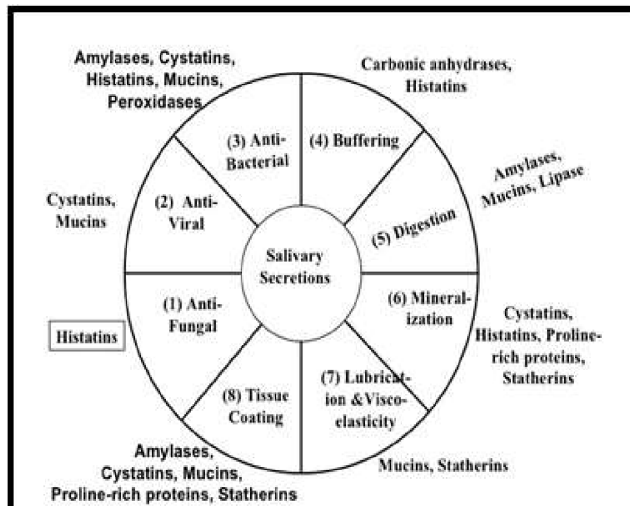 Amylases, Cystatins,
Histatins, Mucins,
Peroxidases
Carbonic anhydrases,
Histatins
(3) Anti-
Bacterial
(4) Buffering
Amylases,
Mucins, Lipase
Cystatins,
Mucins
(2) Anti-
Viral
(5) Digestion
Salivary
Secretions
(1) Anti-
Fungal
(6) Mineral-
ization
Histatins
Cystatins,
Histatins, Proline-
rich proteins,
Statherins
(8) Tissue
Coating
(7) Lubricat-
ion &Visco-
elasticity
Amylases,
Cystatins, Mucins,
Proline-rich proteins, Statherins
Mucins, Statherins